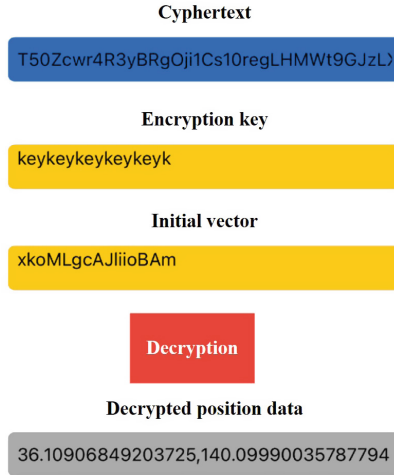 Cyphertext
T50Zcwr4R3yBRgOji1Cs10regLHMWt9GJzLX
Encryption key
keykeykeykeykeyk
Initial vector
xkoMLgcAJliioBAm
Decryption
Decrypted position data
36.10906849203725,140.09990035787794